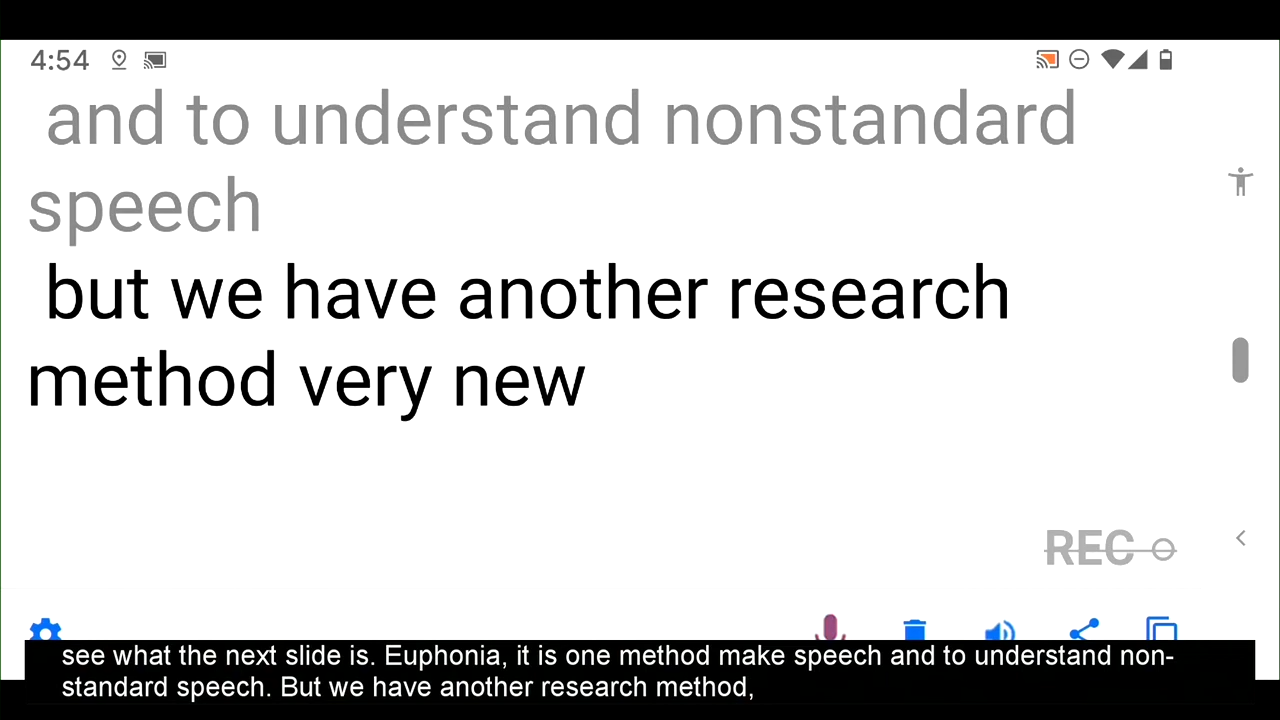 4:54
and to understand nonstandard
speech
but we have another research
method very new
REC
see what the next slide is. Euphonia, it is one method make speech and to understand non-
standard speech. But we have another research method,